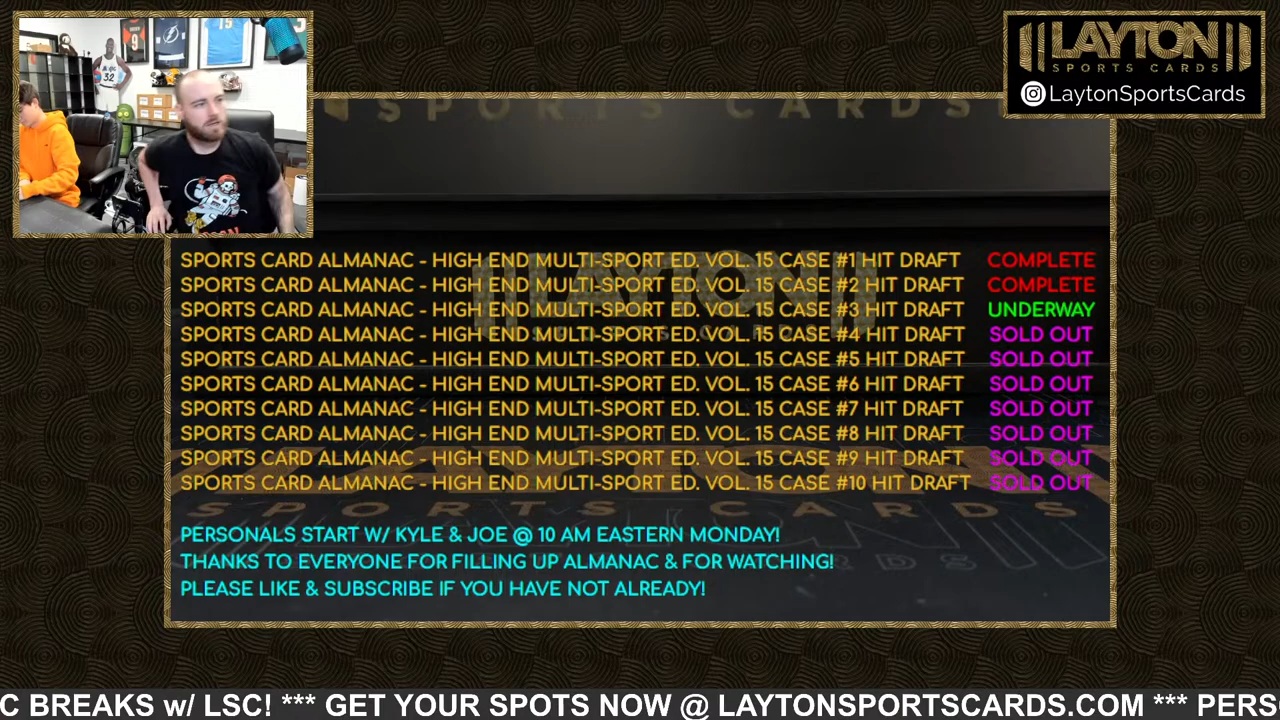 LAYTON
SPORTS CARDS
LaytonSportsCards
SPORTS CARDS
SPORTS CARD ALMANAC - HIGH END MULTI-SPORT ED. VOL. 15 CASE #1 HIT DRAFT COMPLETE
SPORTS CARD ALMANAC - HIGH END MULTI-SPORT ED. VOL. 15 CASE #2 HIT DRAFT COMPLETE
SPORTS CARD ALMANAC - HIGH END MULTI-SPORT ED. VOL. 15 CASE #3 HIT DRAFT UNDERWAY
SPORTS CARD ALMANAC - HIGH END MULTI-SPORT ED. VOL. 15 CASE #4 HIT DRAFT SOLD OUT
SPORTS CARD ALMANAC - HIGH END MULTI-SPORT ED. VOL. 15 CASE #5 HIT DRAFT SOLD OUT
SPORTS CARD ALMANAC - HIGH END MULTI-SPORT ED. VOL. 15 CASE #6 HIT DRAFT SOLD OUT
SPORTS CARD ALMANAC - HIGH END MULTI-SPORT ED. VOL. 15 CASE #7 HIT DRAFT SOLD OUT
SPORTS CARD ALMANAC - HIGH END MULTI-SPORT ED. VOL. 15 CASE #8 HIT DRAFT SOLD OUT
SPORTS CARD ALMANAC - HIGH END MULTI-SPORT ED. VOL. 15 CASE #9 HIT DRAFT SOLD OUT
SPORTS CARD ALMANAC - HIGH END MULTI-SPORT ED. VOL. 15 CASE #10 HIT DRAFT SOLD OUT
SPORTS CARDS
PERSONALS START W/ KYLE & JOE @ 10 AM EASTERN MONDAY!
THANKS TO EVERYONE FOR FILLING UP ALMANAC & FOR WATCHING!
PLEASE LIKE & SUBSCRIBE IF YOU HAVE NOT ALREADY!
C BREAKS w/ LSC! *** GET YOUR SPOTS NOW @ LAYTONSPORTSCARDS.COM *** PERS